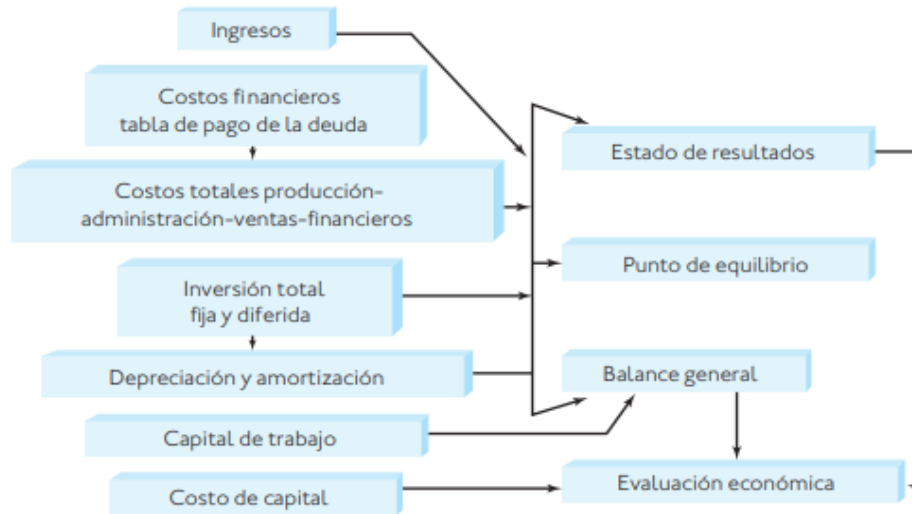 Ingresos
Costos financieros
tabla de pago de la deuda
Costos totales producción-
administración-ventas-financieros
Inversión total
fija y diferida
Depreciación y amortización
Capital de trabajo
Costo de capital
Estado de resultados
Punto de equilibrio
Balance general
Evaluación económica